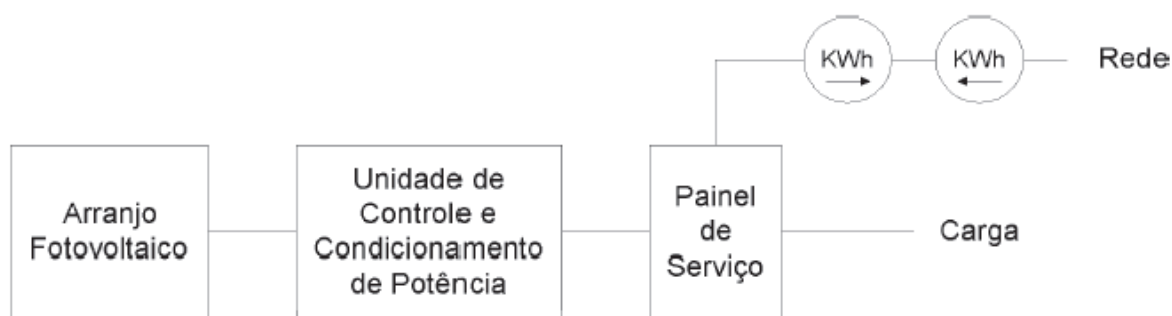 KWh
KWh
Rede
Arranjo
Fotovoltaico
Unidade de
Controle e
Condicionamento
de Potência
Painel
de
Serviço
Carga